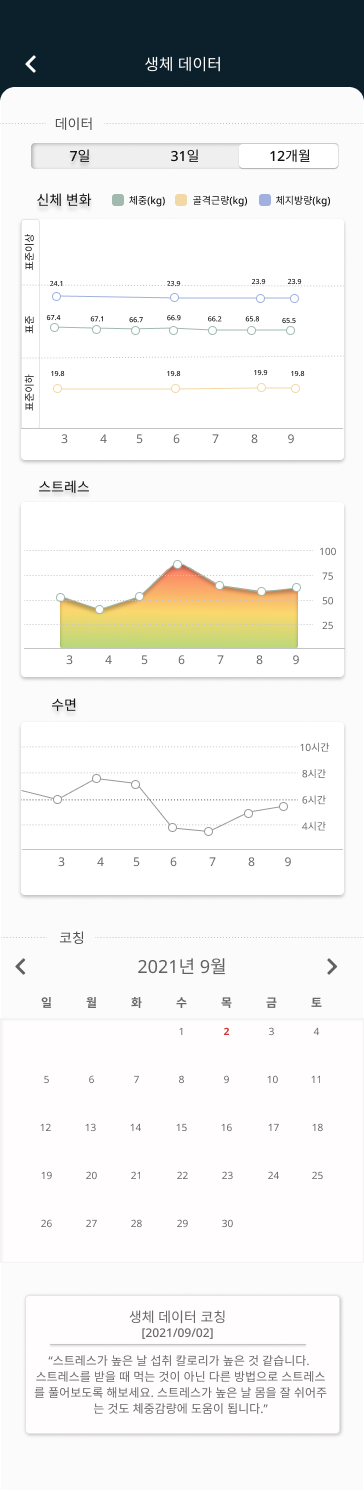 생체 데이터
데이터
7일 31일 12개월
신체 변화 체중(kg) 골격근량(kg) 체지방량(kg)
표준이상
24.1 23.9 23.9 23.9
표준
67.4 67.1 66.7 66.9 66.2 65.8 65.5
표준이하
19.8 19.8 19.9 19.8
3 4 5 6 7 8 9
스트레스
100
75
50
25
3 4 5 6 7 8 9
수면
10시간
8시간
6시간
4시간
3 4 5 6 7 8 9
코칭
2021년 9월
일 월 화 수 목 금 토
1 2 3 4
5 6 7 8 9 10 11
12 13 14 15 16 17 18
19 20 21 22 23 24 25
26 27 28 29 30
생체 데이터 코칭
[2021/09/02]
“스트레스가 높은 날 섭취 칼로리가 높은 것 같습니다.
스트레스를 받을 때 먹는 것이 아닌 다른 방법으로 스트레스
를 풀어보도록 해보세요. 스트레스가 높은 날 몸을 잘 쉬어주
는 것도 체중감량에 도움이 됩니다.”